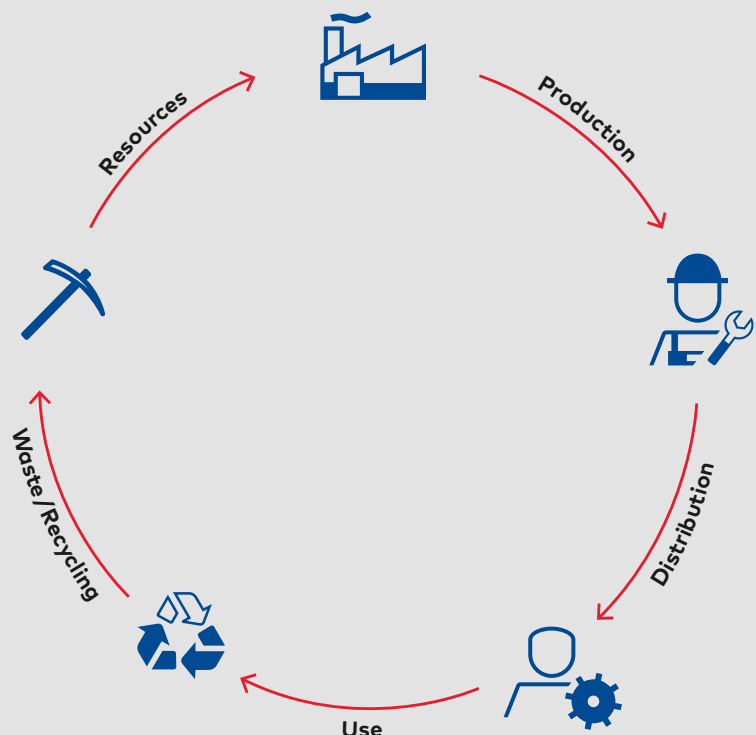 Resources
Production
Distribution
Use
Waste/Recycling